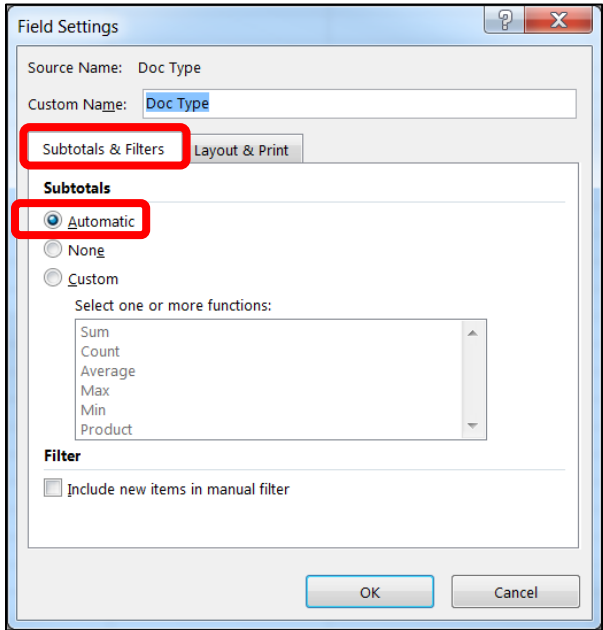 Field Settings
? X
Source Name: Doc Type
Custom Name: Doc Type
Subtotals & Filters Layout & Print
Subtotals
Automatic
None
Custom
Select one or more functions:
Sum
Count
Average
Max
Min
Product
Filter
Include new items in manual filter
OK Cancel